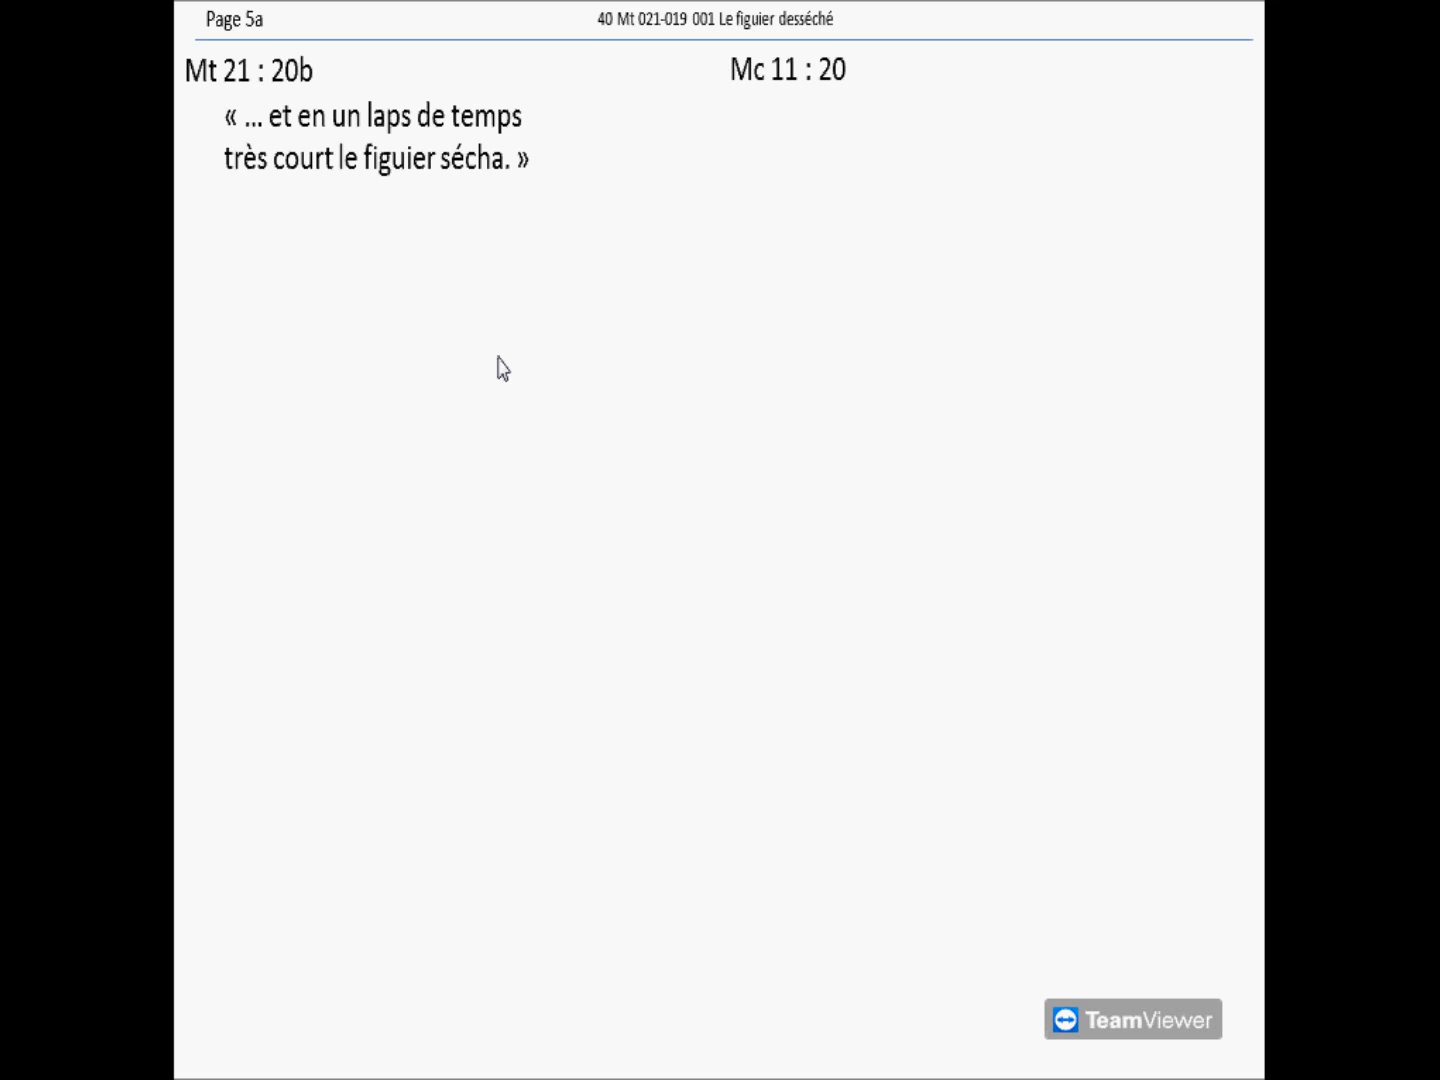 Page 5a
40 Mt 021-019 001 Le figuier desséché
Mt 21 : 20b
Mc 11 : 20
« ... et en un laps de temps
très court le figuier sécha. »
TeamViewer